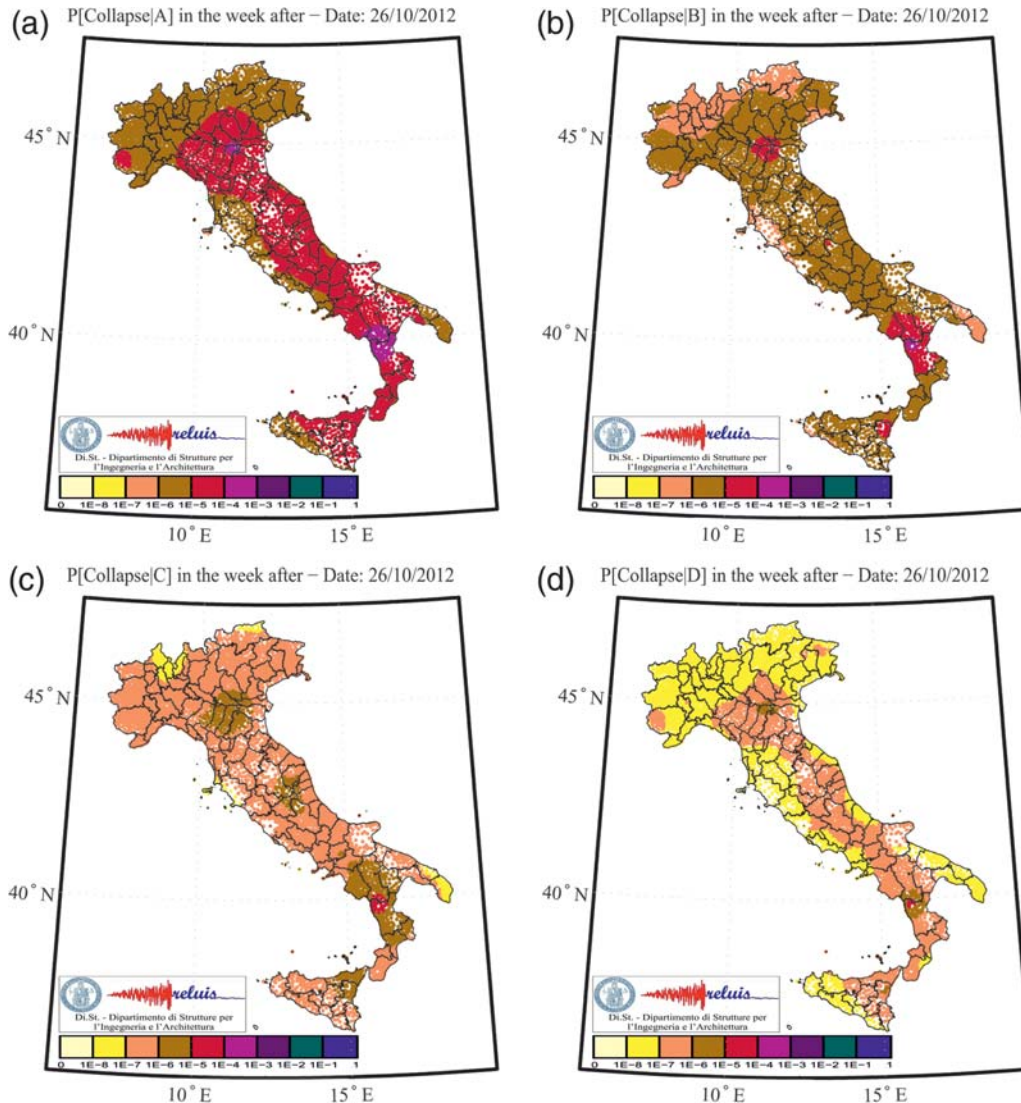 (a) P[Collapse|A] in the week after − Date: 26/10/2012
45° N
40° N
reluis
Di.St. - Dipartimento di Strutture per
l'Ingegneria e l'Architettura
0 1E−8 1E−7 1E−6 1E−5 1E−4 1E−3 1E−2 1E−1 1
10° E 15° E
(b) P[Collapse|B] in the week after − Date: 26/10/2012
45° N
40° N
reluis
Di.St. - Dipartimento di Strutture per
l'Ingegneria e l'Architettura
0 1E−8 1E−7 1E−6 1E−5 1E−4 1E−3 1E−2 1E−1 1
10° E 15° E
(c) P[Collapse|C] in the week after − Date: 26/10/2012
45° N
40° N
reluis
Di.St. - Dipartimento di Strutture per
l'Ingegneria e l'Architettura
0 1E−8 1E−7 1E−6 1E−5 1E−4 1E−3 1E−2 1E−1 1
10° E 15° E
(d) P[Collapse|D] in the week after − Date: 26/10/2012
45° N
40° N
reluis
Di.St. - Dipartimento di Strutture per
l'Ingegneria e l'Architettura
0 1E−8 1E−7 1E−6 1E−5 1E−4 1E−3 1E−2 1E−1 1
10° E 15° E